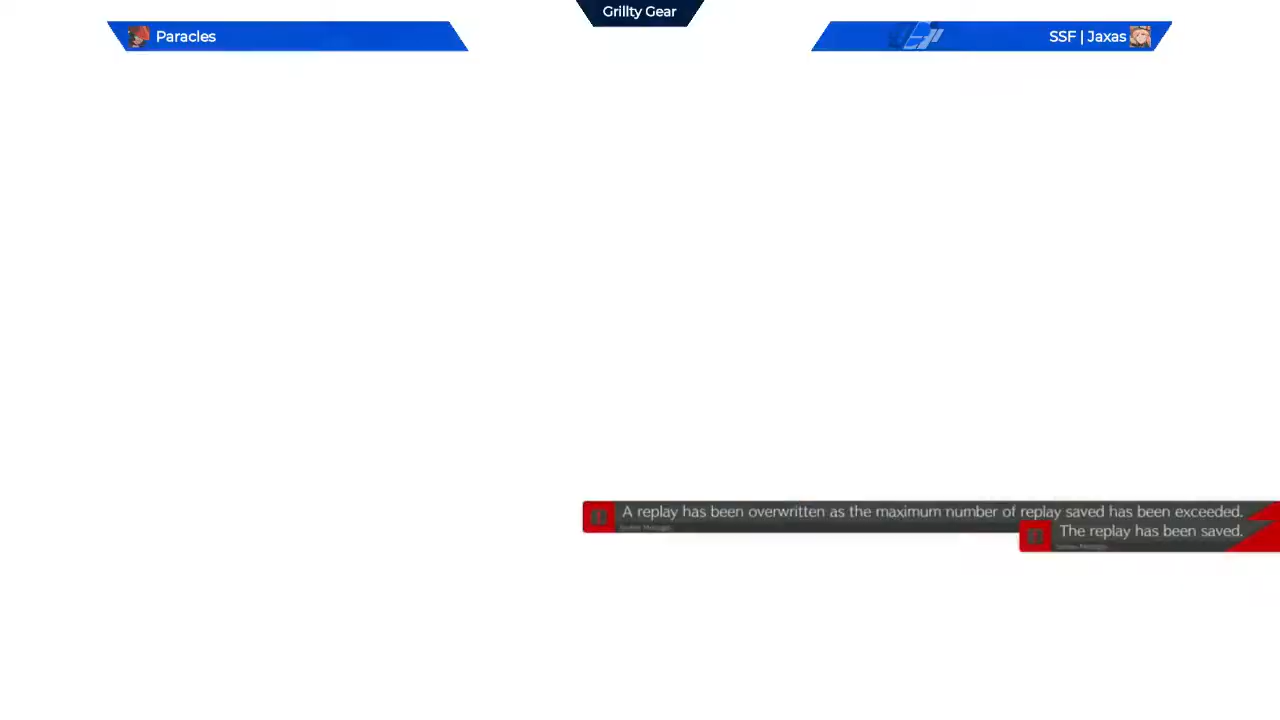 Grillty Gear
Paracles
SSF | Jaxas
A replay has been overwritten as the maximum number of replay saved has been exceeded.
The replay has been saved.